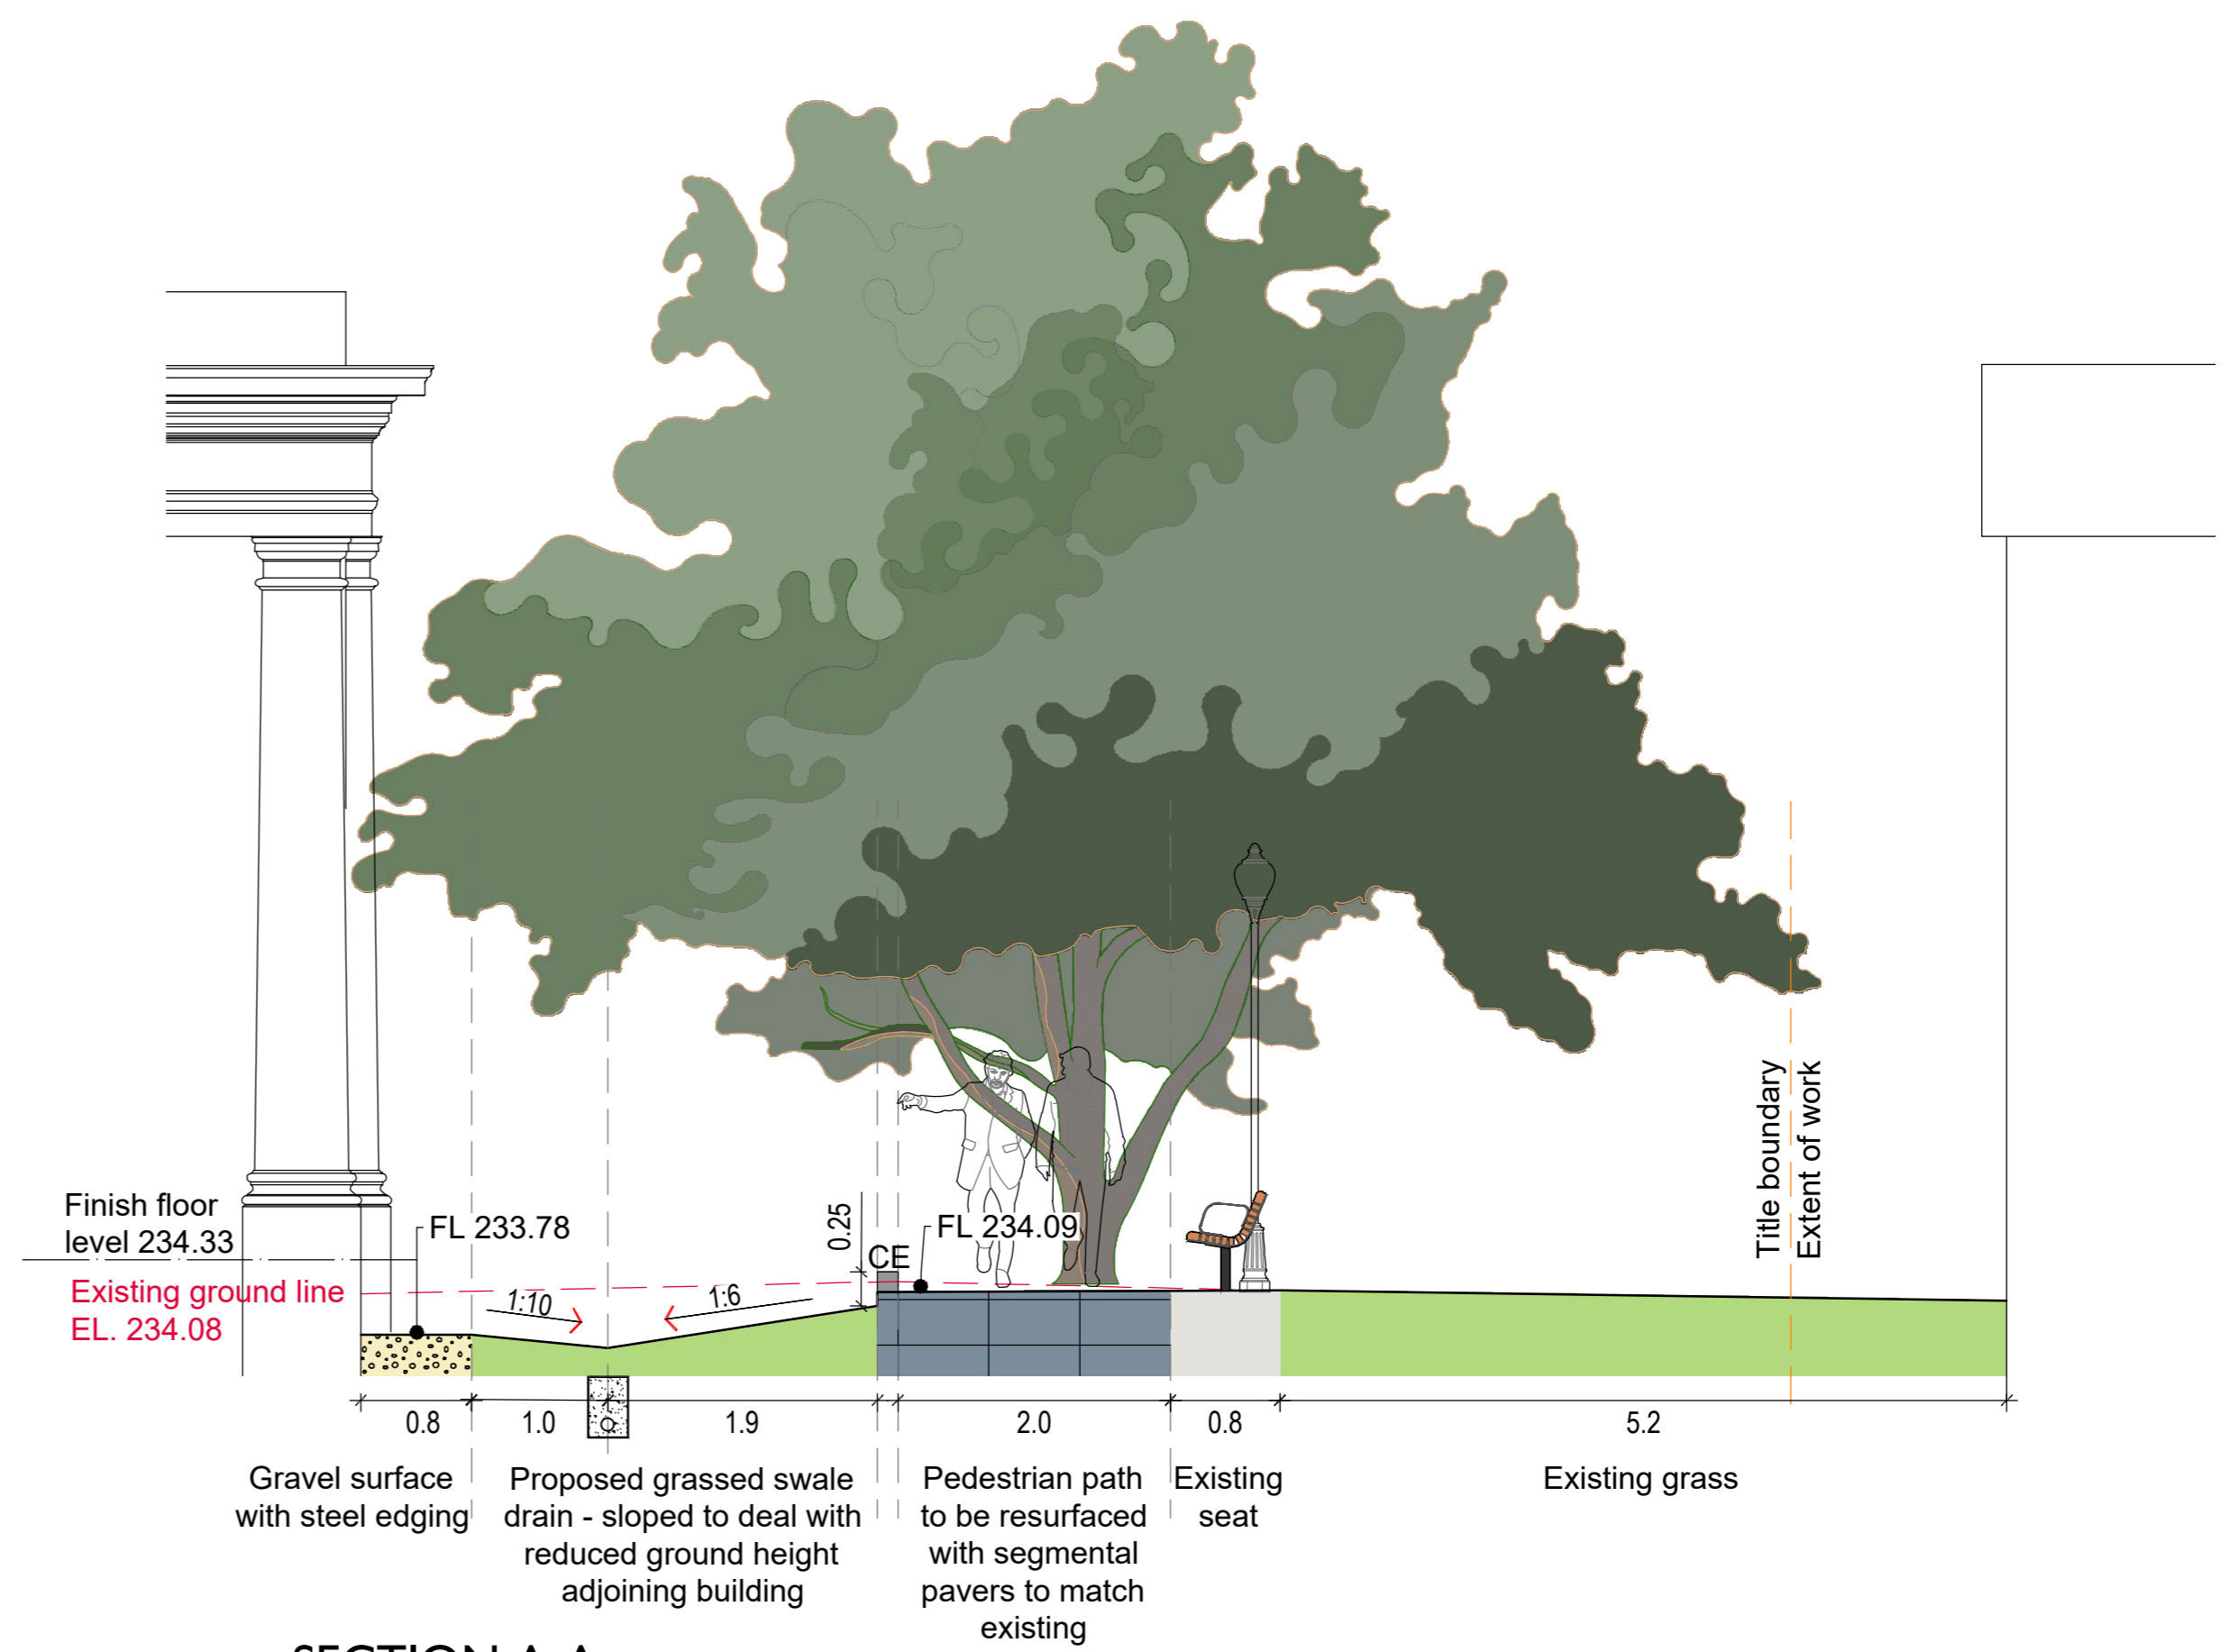 Title boundary
Extent of work
Finish floor
level 234.33
FL 233.78
0.25
CE
FL 234.09
Existing ground line
EL. 234.08
1:10
1:6
0.8
1.0
1.9
2.0
0.8
5.2
Gravel surface
with steel edging
Proposed grassed swale
drain - sloped to deal with
reduced ground height
adjoining building
Pedestrian path
to be resurfaced
with segmental
pavers to match
existing
Existing
seat
Existing grass
SECTION A-A